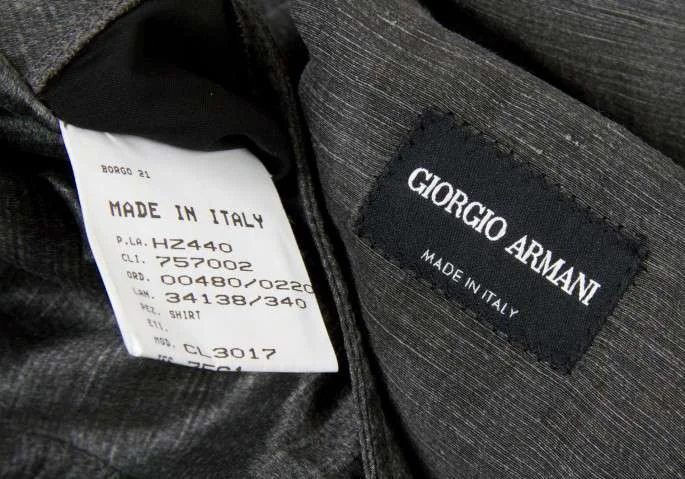 BORGO 21
MADE IN ITALY
P.LA. HZ440
CLI. 757002
ORD. 00480/0220
LAN. 34138/340
PEZ. SHIRT
ETI.
MOD. CL3017
GIORGIO ARMANI
MADE IN ITALY